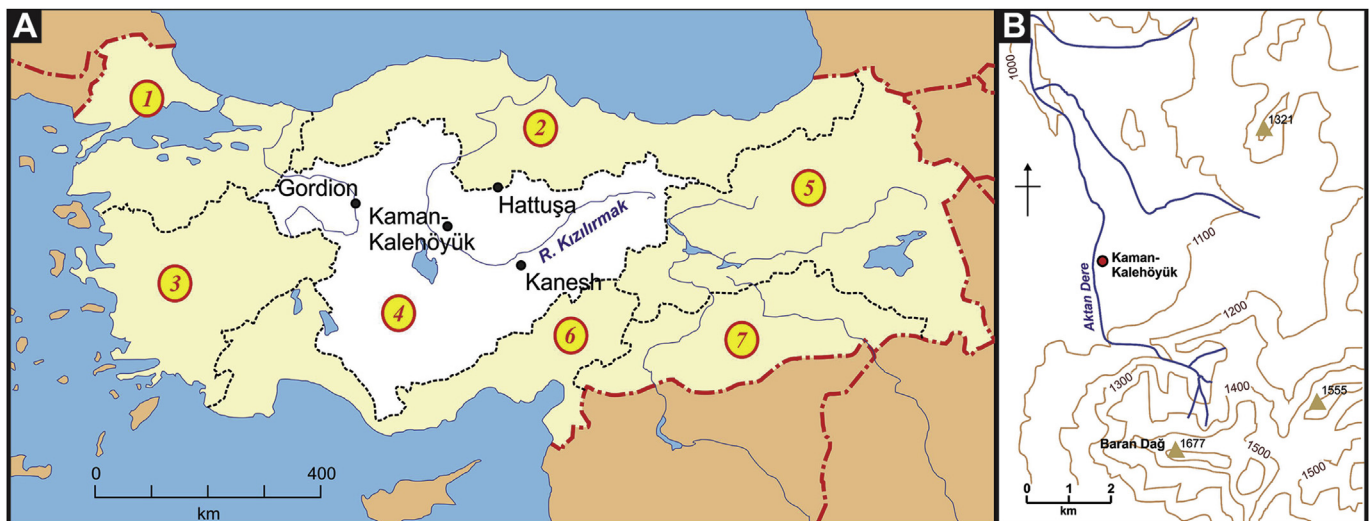 A
1
2
3
4
5
6
7
Gordion
Kaman-
Kalehöyük
Hattuşa
R. Kızılırmak
Kanesh
0
400
km
B
1000
1321
1100
Kaman-
Kalehöyük
Aktan Dere
1200
1300
1400
1555
Baran Dağ
1677
1500
1500
0
1
2
km